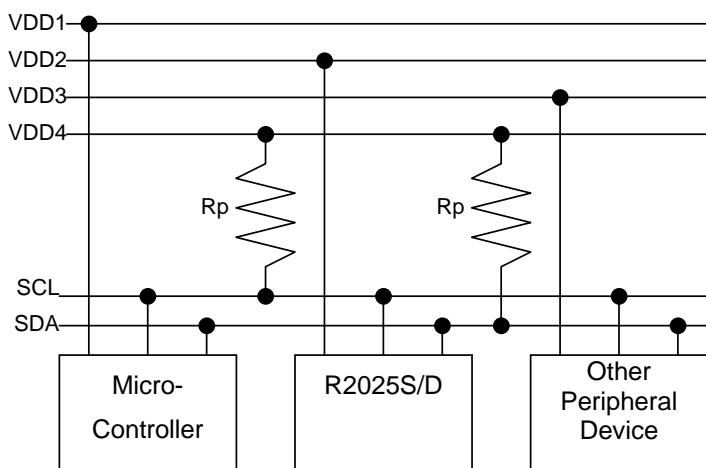 VDD1
VDD2
VDD3
VDD4
Rp
Rp
SCL
SDA
Micro-
Controller
R2025S/D
Other
Peripheral
Device